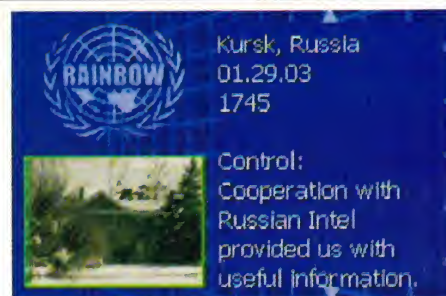 RAINBOW
Kursk, Russia
01.29.03
1745
Control:
Cooperation with
Russian Intel
provided us with
useful information.